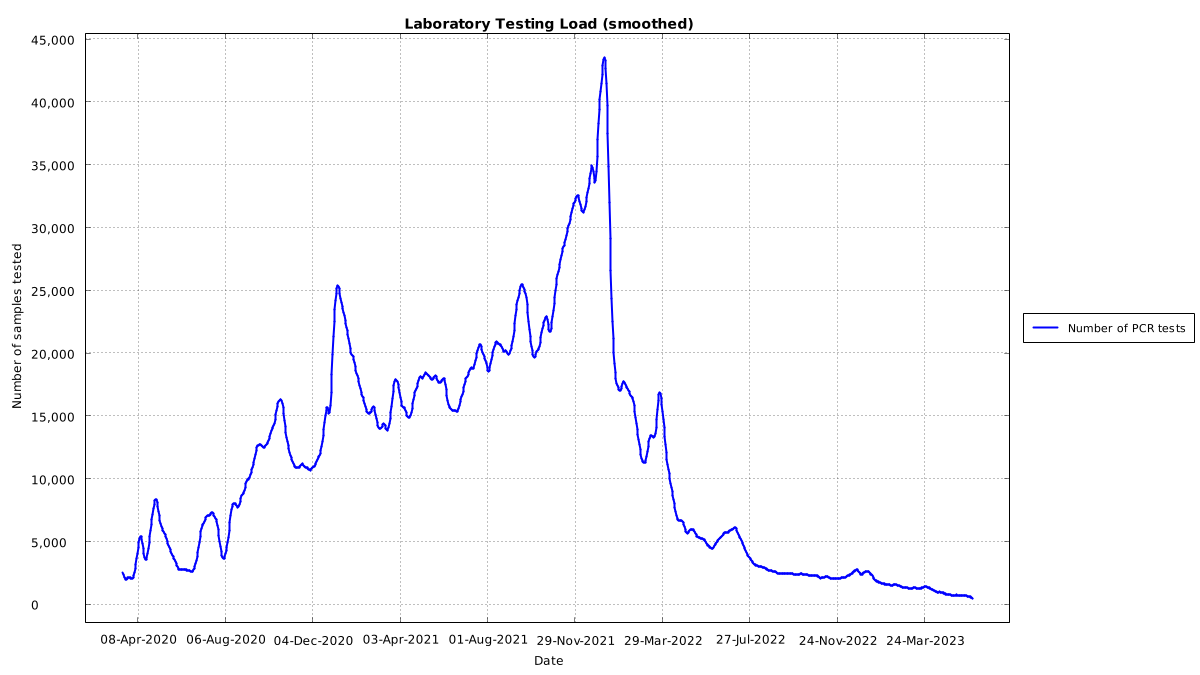 Laboratory Testing Load (smoothed)
45,000
40,000
35,000
30,000
25,000
20,000
15,000
10,000
5,000
0
Number of samples tested
08-Apr-2020 06-Aug-2020 04-Dec-2020 03-Apr-2021 01-Aug-2021 29-Nov-2021 29-Mar-2022 27-Jul-2022 24-Nov-2022 24-Mar-2023
Date
Number of PCR tests